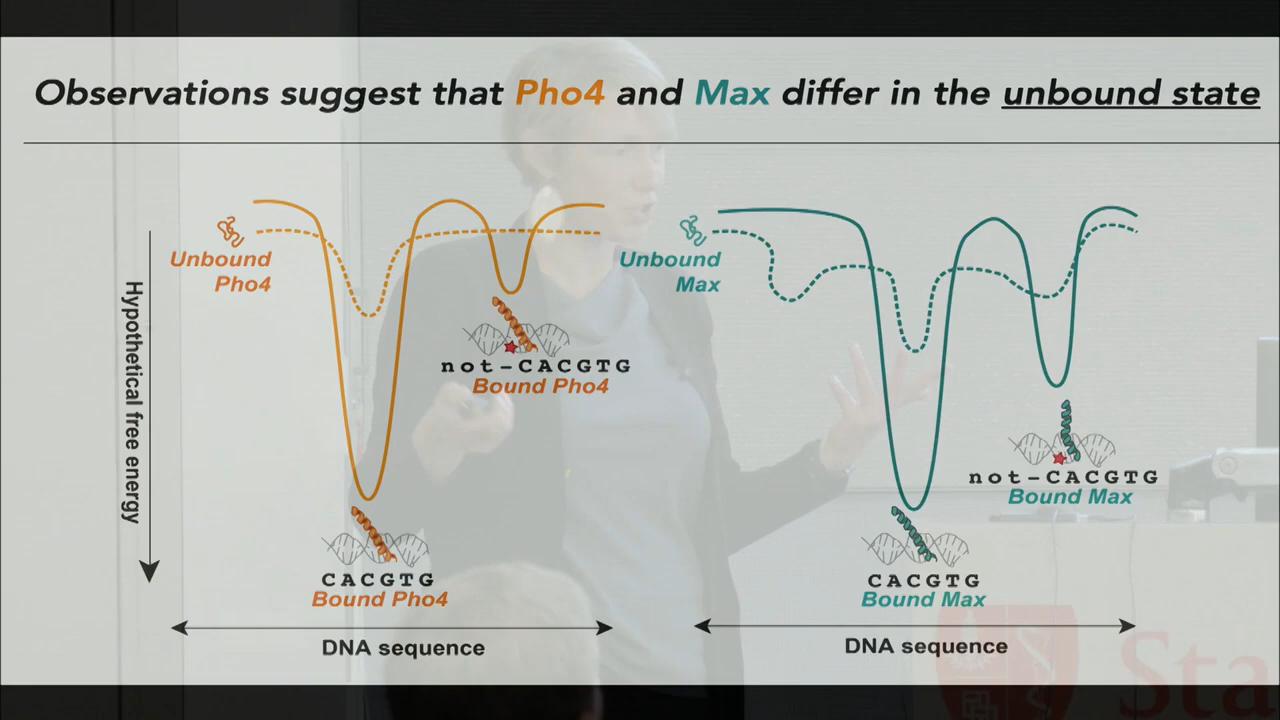 Observations suggest that Pho4 and Max differ in the unbound state
Hypothetical free energy
Unbound
Pho4
not-CACGTG
Bound Pho4
CACGTG
Bound Pho4
DNA sequence
Unbound
Max
not-CACGTG
Bound Max
CACGTG
Bound Max
DNA sequence
Sta